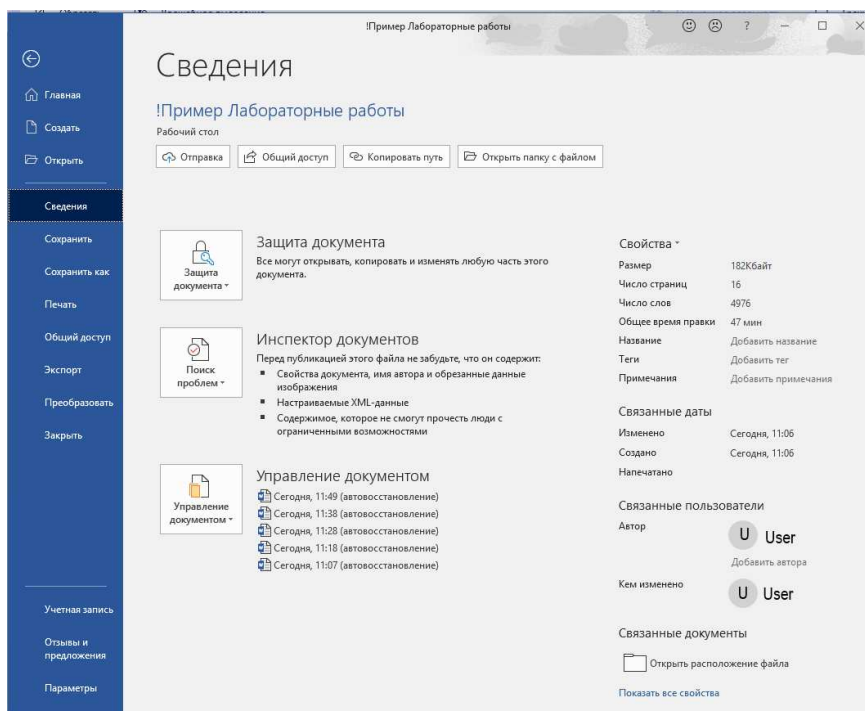 !Пример Лабораторные работы
?
Сведения
Главная
Создать
Открыть
Сведения
Сохранить
Сохранить как
Печать
Общий доступ
Экспорт
Преобразовать
Закрыть
Учетная запись
Отзывы и
предложения
Параметры
!Пример Лабораторные работы
Рабочий стол
Отправка
Общий доступ
Копировать путь
Открыть папку с файлом
Защита
документа
Защита документа
Все могут открывать, копировать и изменять любую часть этого
документа.
Поиск
проблем
Инспектор документов
Перед публикацией этого файла не забудьте, что он содержит:
Свойства документа, имя автора и обрезанные данные
изображения
Настраиваемые XML-данные
Содержимое, которое не смогут прочесть люди с
ограниченными возможностями
Управление
документом
Управление документом
Сегодня, 11:49 (автовосстановление)
Сегодня, 11:38 (автовосстановление)
Сегодня, 11:28 (автовосстановление)
Сегодня, 11:18 (автовосстановление)
Сегодня, 11:07 (автовосстановление)
Свойства
Размер 182Кбайт
Число страниц 16
Число слов 4976
Общее время правки 47 мин
Название Добавить название
Теги Добавить тег
Примечания Добавить примечания
Связанные даты
Изменено Сегодня, 11:06
Создано Сегодня, 11:06
Напечатано
Связанные пользователи
Автор U User
Добавить автора
Кем изменено U User
Связанные документы
Открыть расположение файла
Показать все свойства